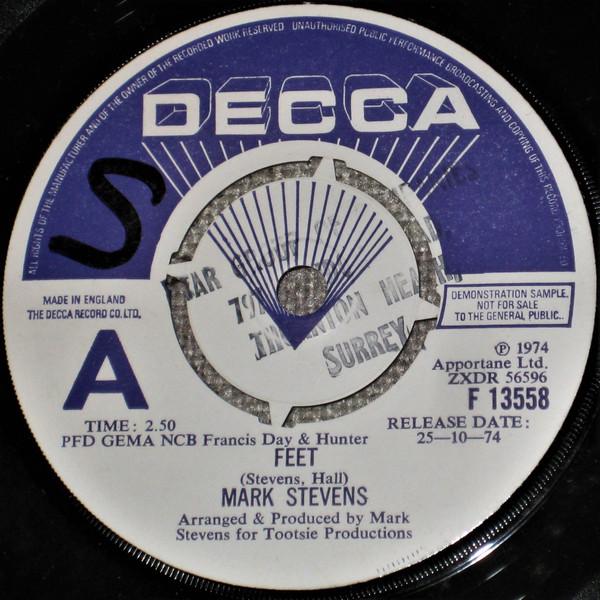 ALL RIGHTS OF THE MANUFACTURER AND OF THE OWNER OF THE RECORDED WORK RESERVED UNAUTHORISED PUBLIC PERFORMANCE BROADCASTING AND COPYING OF THIS RECORD PROHIBITED
DECCA
MADE IN ENGLAND
THE DECCA RECORD CO. LTD.
DEMONSTRATION SAMPLE.
NOT FOR SALE
TO THE GENERAL PUBLIC..
THORNTON HEATH
SURREY
A
℗ 1974
Apportane Ltd.
ZXDR 56596
F 13558
TIME: 2.50
RELEASE DATE:
PFD GEMA NCB Francis Day & Hunter
25—10—74
FEET
(Stevens, Hall)
MARK STEVENS
Arranged & Produced by Mark
Stevens for Tootsie Productions